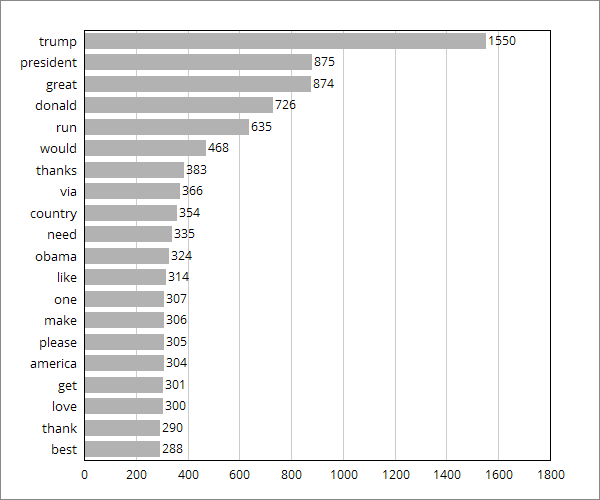 trump 1550
president 875
great 874
donald 726
run 635
would 468
thanks 383
via 366
country 354
need 335
obama 324
like 314
one 307
make 306
please 305
america 304
get 301
love 300
thank 290
best 288
0 200 400 600 800 1000 1200 1400 1600 1800